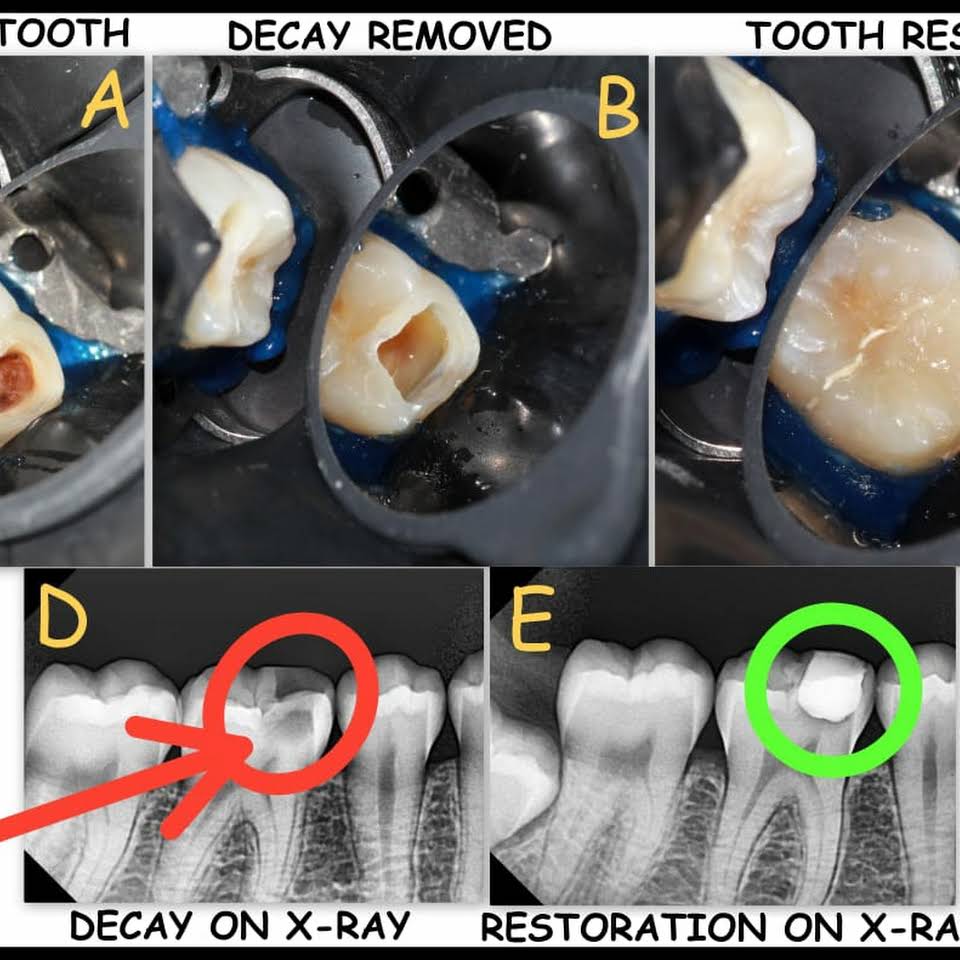 TOOTH
DECAY REMOVED
TOOTH RES
A
B
D
E
DECAY ON X-RAY
RESTORATION ON X-RA